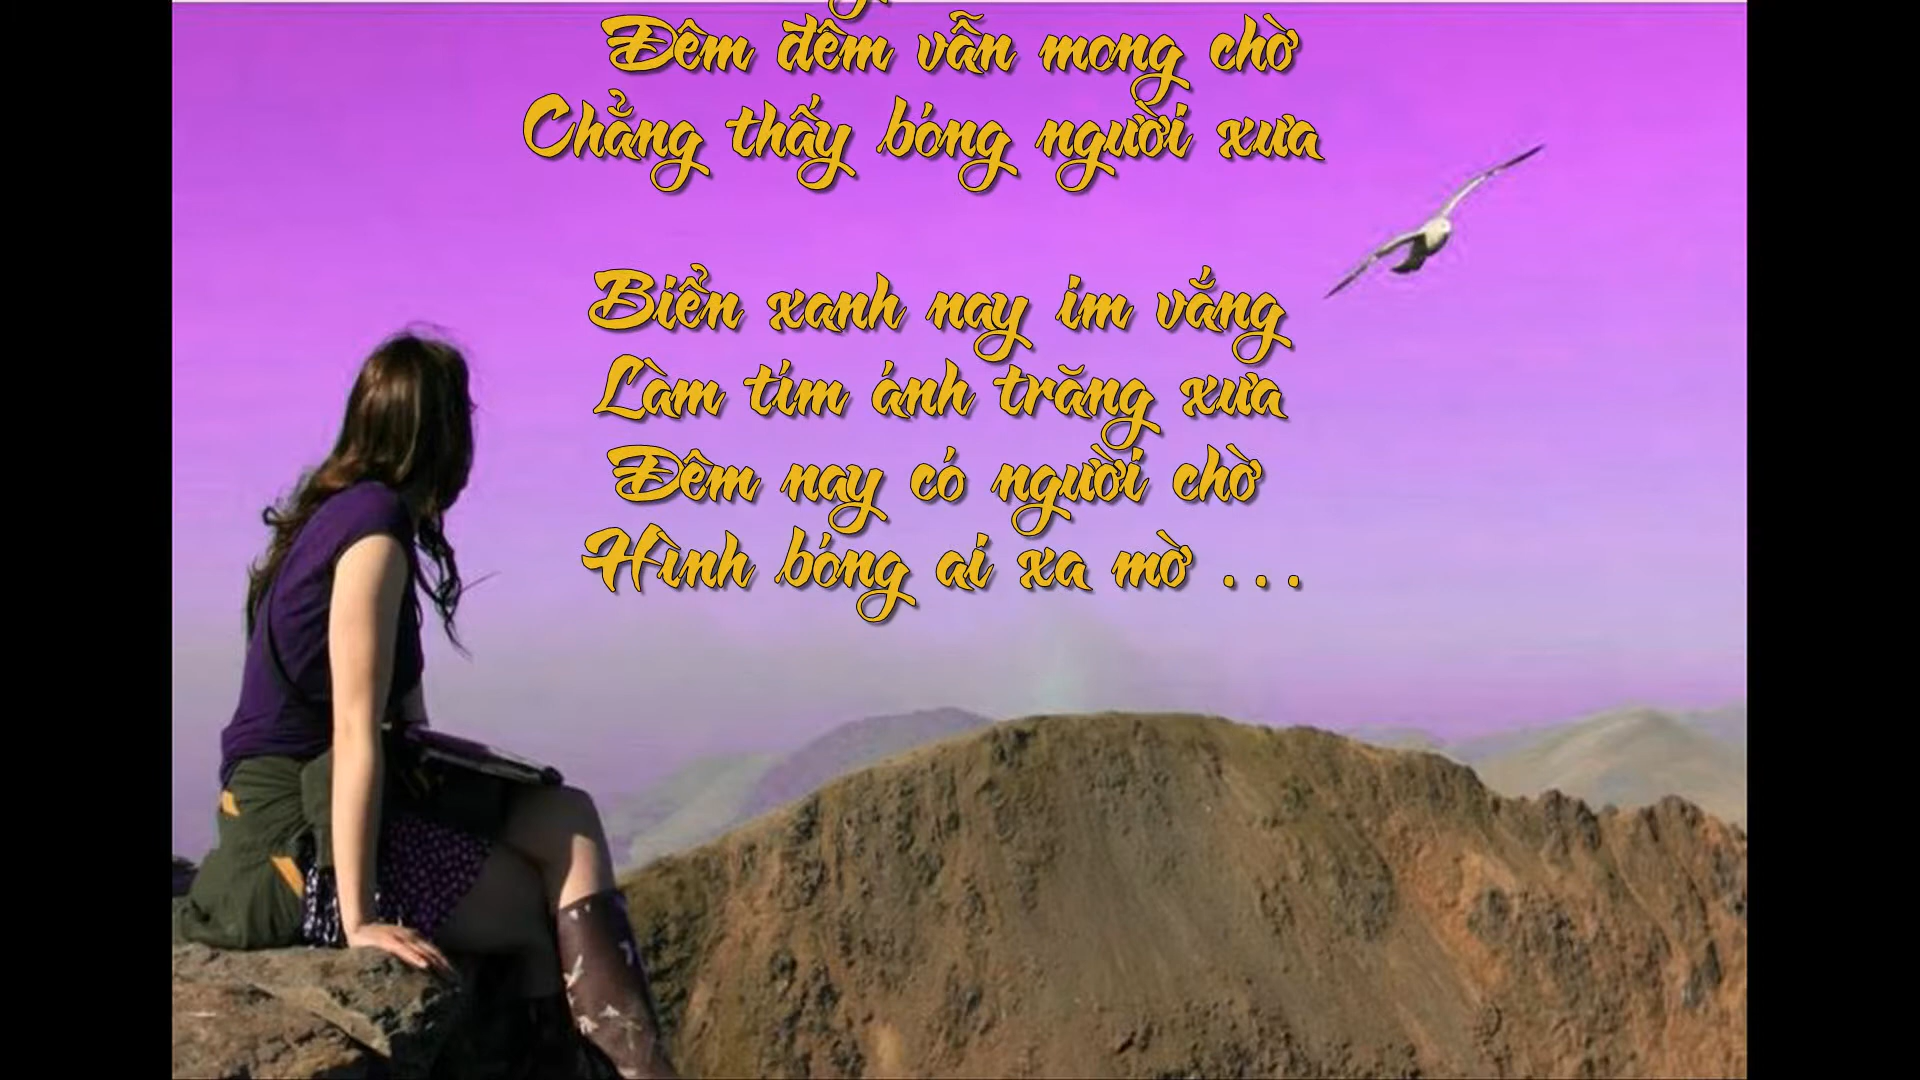 Đêm đêm vẫn mong chờ
Chẳng thấy bóng người xưa
Biển xanh nay im vắng
Làm tím ánh trăng xưa
Đêm nay có người chờ
Hình bóng ai xa mờ . . .